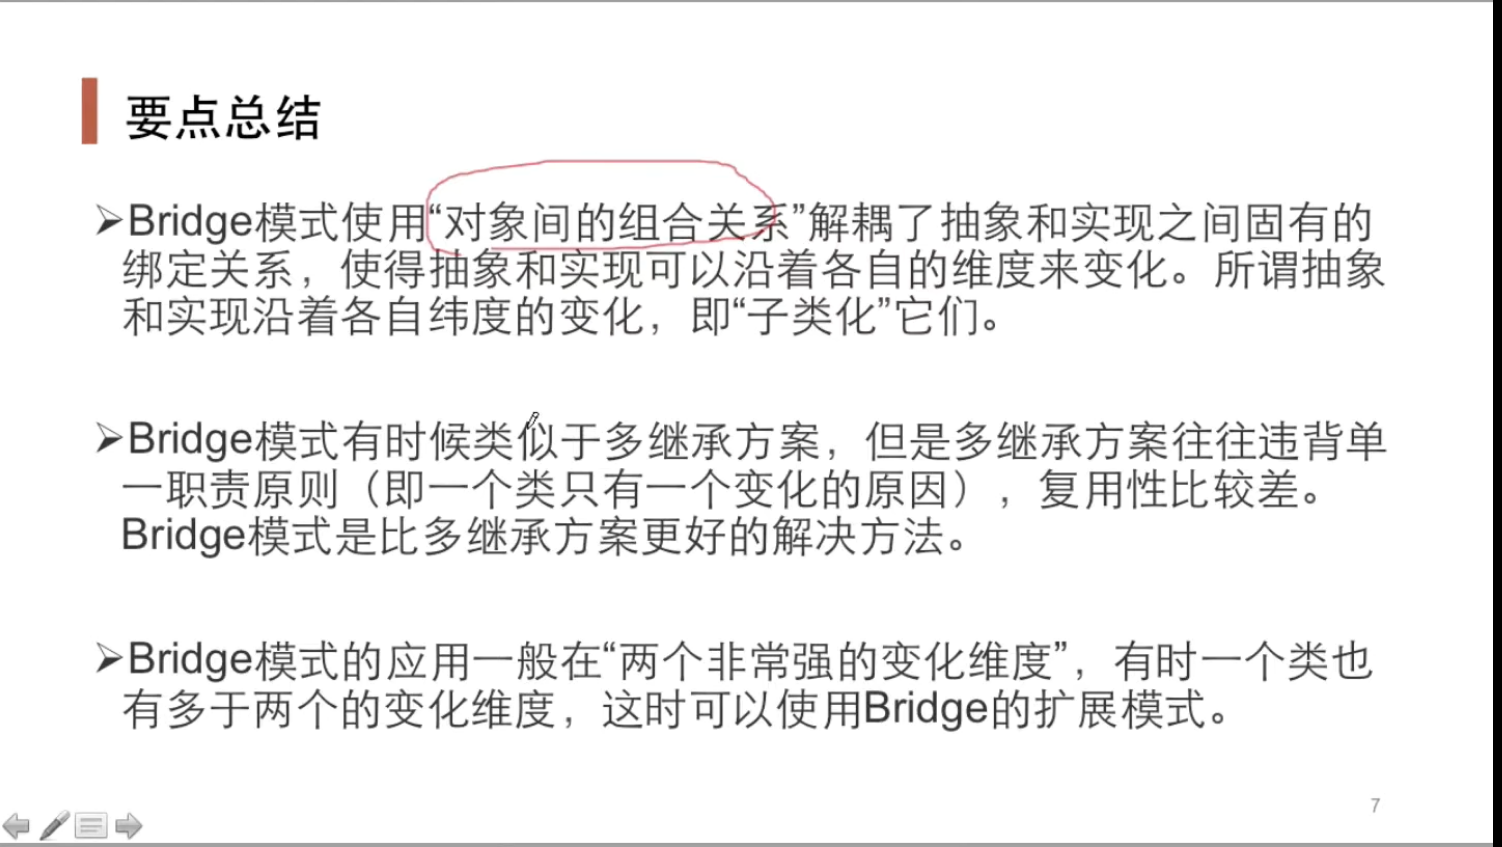 要点总结
➢Bridge模式使用“对象间的组合关系”解耦了抽象和实现之间固有的
绑定关系，使得抽象和实现可以沿着各自的维度来变化。所谓抽象
和实现沿着各自纬度的变化，即“子类化”它们。
➢Bridge模式有时候类似于多继承方案，但是多继承方案往往违背单
一职责原则（即一个类只有一个变化的原因），复用性比较差。
Bridge模式是比多继承方案更好的解决方法。
➢Bridge模式的应用一般在“两个非常强的变化维度”，有时一个类也
有多于两个的变化维度，这时可以使用Bridge的扩展模式。
7